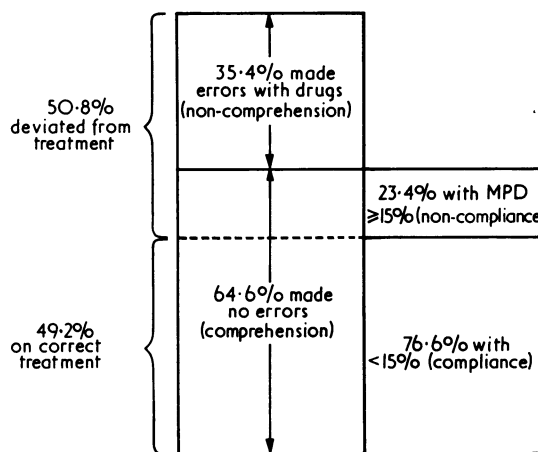 35·4% made
errors with drugs
(non-comprehension)
50·8%
deviated from
treatment
23·4% with MPD
⩾15% (non-compliance
64·6% made
no errors
(comprehension)
49·2%
on correct
treatment
76·6% with
<15% (compliance)